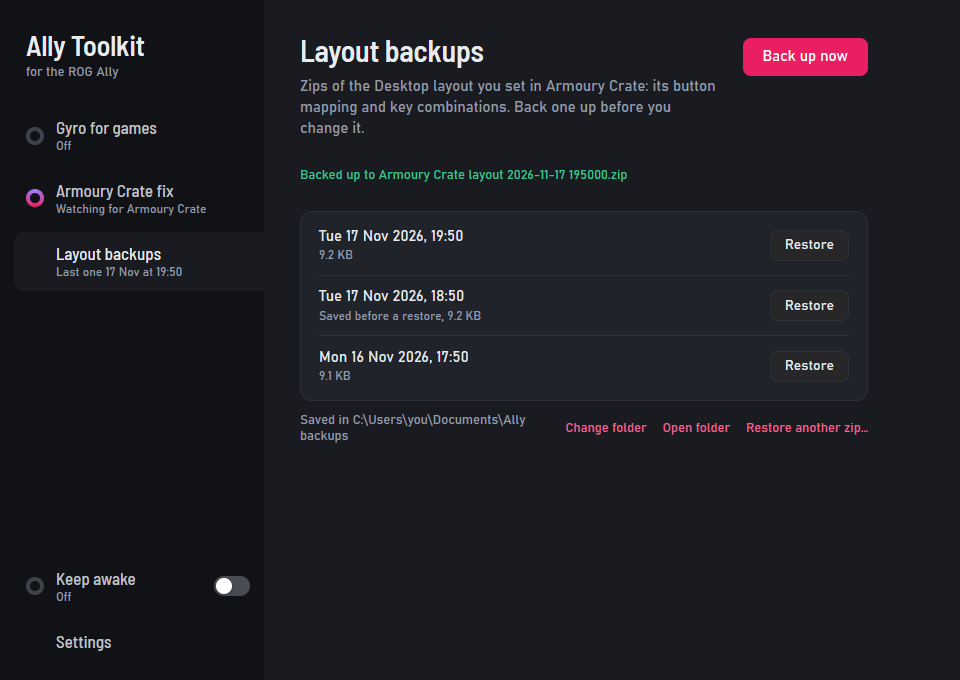 Ally Toolkit
for the ROG Ally
Gyro for games
Off
Armoury Crate fix
Watching for Armoury Crate
Layout backups
Last one 17 Nov at 19:50
Keep awake
Off
Settings
Layout backups
Back up now
Zips of the Desktop layout you set in Armoury Crate: its button
mapping and key combinations. Back one up before you
change it.
Backed up to Armoury Crate layout 2026-11-17 195000.zip
Tue 17 Nov 2026, 19:50
9.2 KB
Restore
Tue 17 Nov 2026, 18:50
Saved before a restore, 9.2 KB
Restore
Mon 16 Nov 2026, 17:50
9.1 KB
Restore
Saved in C:\Users\you\Documents\Ally
backups
Change folder
Open folder
Restore another zip…